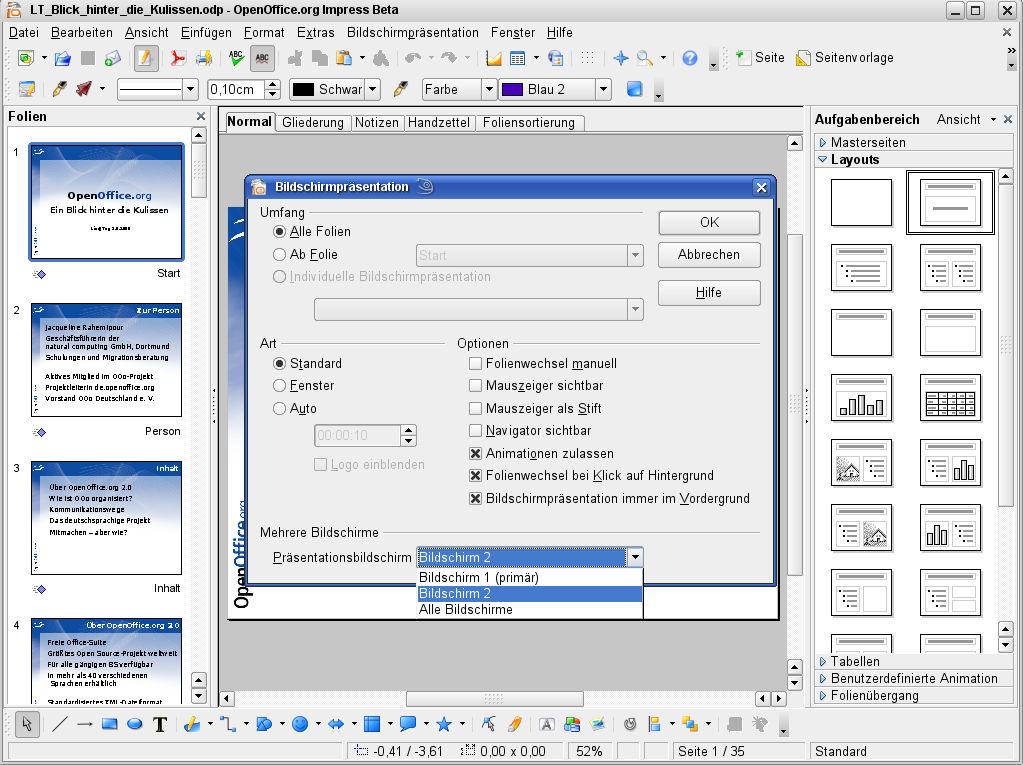 LT_Blick_hinter_die_Kulissen.odp - OpenOffice.org Impress Beta
Datei Bearbeiten Ansicht Einfügen Format Extras Bildschirmpräsentation Fenster Hilfe
ABC ABC Seite Seitenvorlage
0,10cm Schwar Farbe Blau 2
Folien
Normal Gliederung Notizen Handzettel Foliensortierung
Aufgabenbereich Ansicht
Masterseiten
Layouts
1
OpenOffice.org
Ein Blick hinter die Kulissen
Start
2
Zur Person
Jacqueline Rahemipour
Geschäftsführerin der
natural computing GmbH, Dortmund
Schulungen und Migrationsberatung
Aktives Mitglied im OOo-Projekt
Projektleiterin de.openoffice.org
Vorstand OOo Deutschland e. V.
Person
3
Inhalt
Über OpenOffice.org 2.0
Wie ist OOo organisiert?
Kommunikationswege
Das deutschsprachige Projekt
Mitmachen – aber wie?
Inhalt
4
Über OpenOffice.org 2.0
Freie Office-Suite
Größtes Open Source-Projekt weltweit
Für alle gängigen BS verfügbar
In mehr als 40 verschiedenen
Sprachen erhältlich
Standardisiertes XML-Dateiformat
OpenOffice.org
Bildschirmpräsentation
Umfang
Alle Folien
Ab Folie
Start
Individuelle Bildschirmpräsentation
OK
Abbrechen
Hilfe
Art
Standard
Fenster
Auto
00:00:10
Logo einblenden
Optionen
Folienwechsel manuell
Mauszeiger sichtbar
Mauszeiger als Stift
Navigator sichtbar
Animationen zulassen
Folienwechsel bei Klick auf Hintergrund
Bildschirmpräsentation immer im Vordergrund
Mehrere Bildschirme
Präsentationsbildschirm Bildschirm 2
Bildschirm 1 (primär)
Bildschirm 2
Alle Bildschirme
Tabellen
Benutzerdefinierte Animation
Folienübergang
T A
-0,41 / -3,61 0,00 x 0,00 52% Seite 1 / 35 Standard